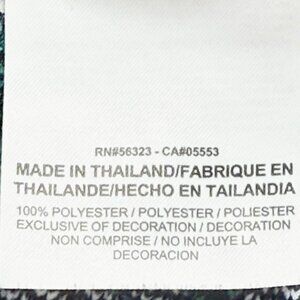 RN#56323 - CA#05553
MADE IN THAILAND/FABRIQUE EN
THAILANDE/HECHO EN TAILANDIA
100% POLYESTER / POLYESTER / POLIESTER
EXCLUSIVE OF DECORATION / DECORATION
NON COMPRISE / NO INCLUYE LA
DECORACION